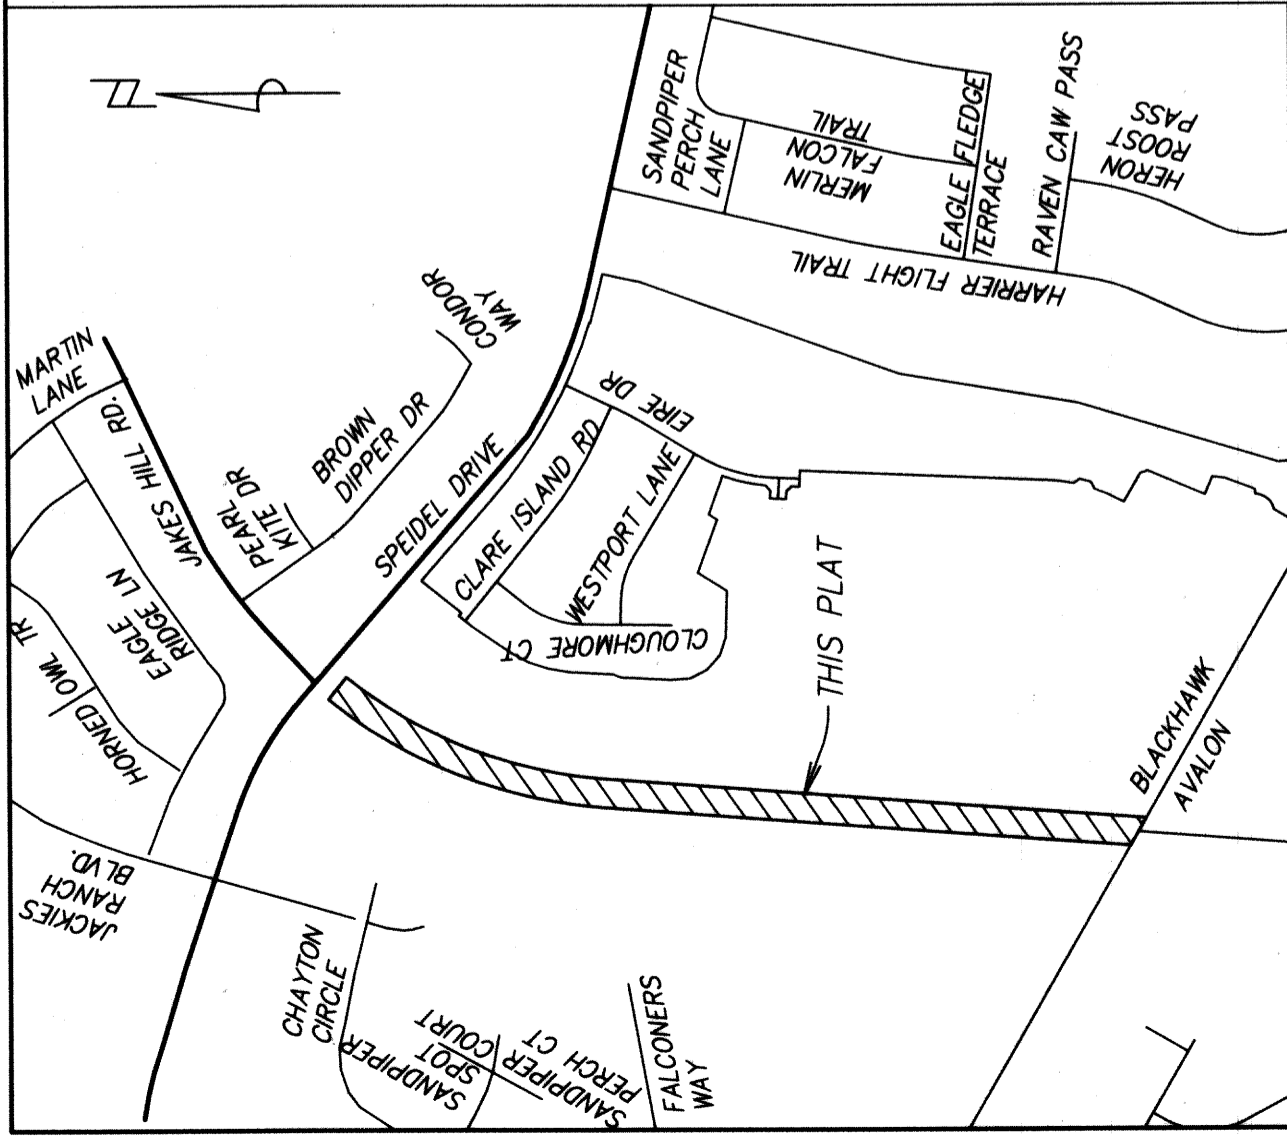 N
SANDPIPER
PERCH
LANE
MERLIN
FALCON
TRAIL
EAGLE FLEDGE
TERRACE
RAVEN CAW PASS
HERON
ROOST
PASS
HARRIER FLIGHT TRAIL
CONDOR
WAY
MARTIN
LANE
JAKES HILL RD.
BROWN
DIPPER DR
PEARL
KITE DR
SPEIDEL DRIVE
EIRE DR
CLARE ISLAND RD
WESTPORT LANE
CLOUGHMORE CT
EAGLE
RIDGE LN
HORNED OWL TR
THIS PLAT
BLACKHAWK
AVALON
JACKIES
RANCH
BLVD.
CHAYTON
CIRCLE
SANDPIPER
SPOT
COURT
SANDPIPER
PERCH CT
FALCONERS
WAY